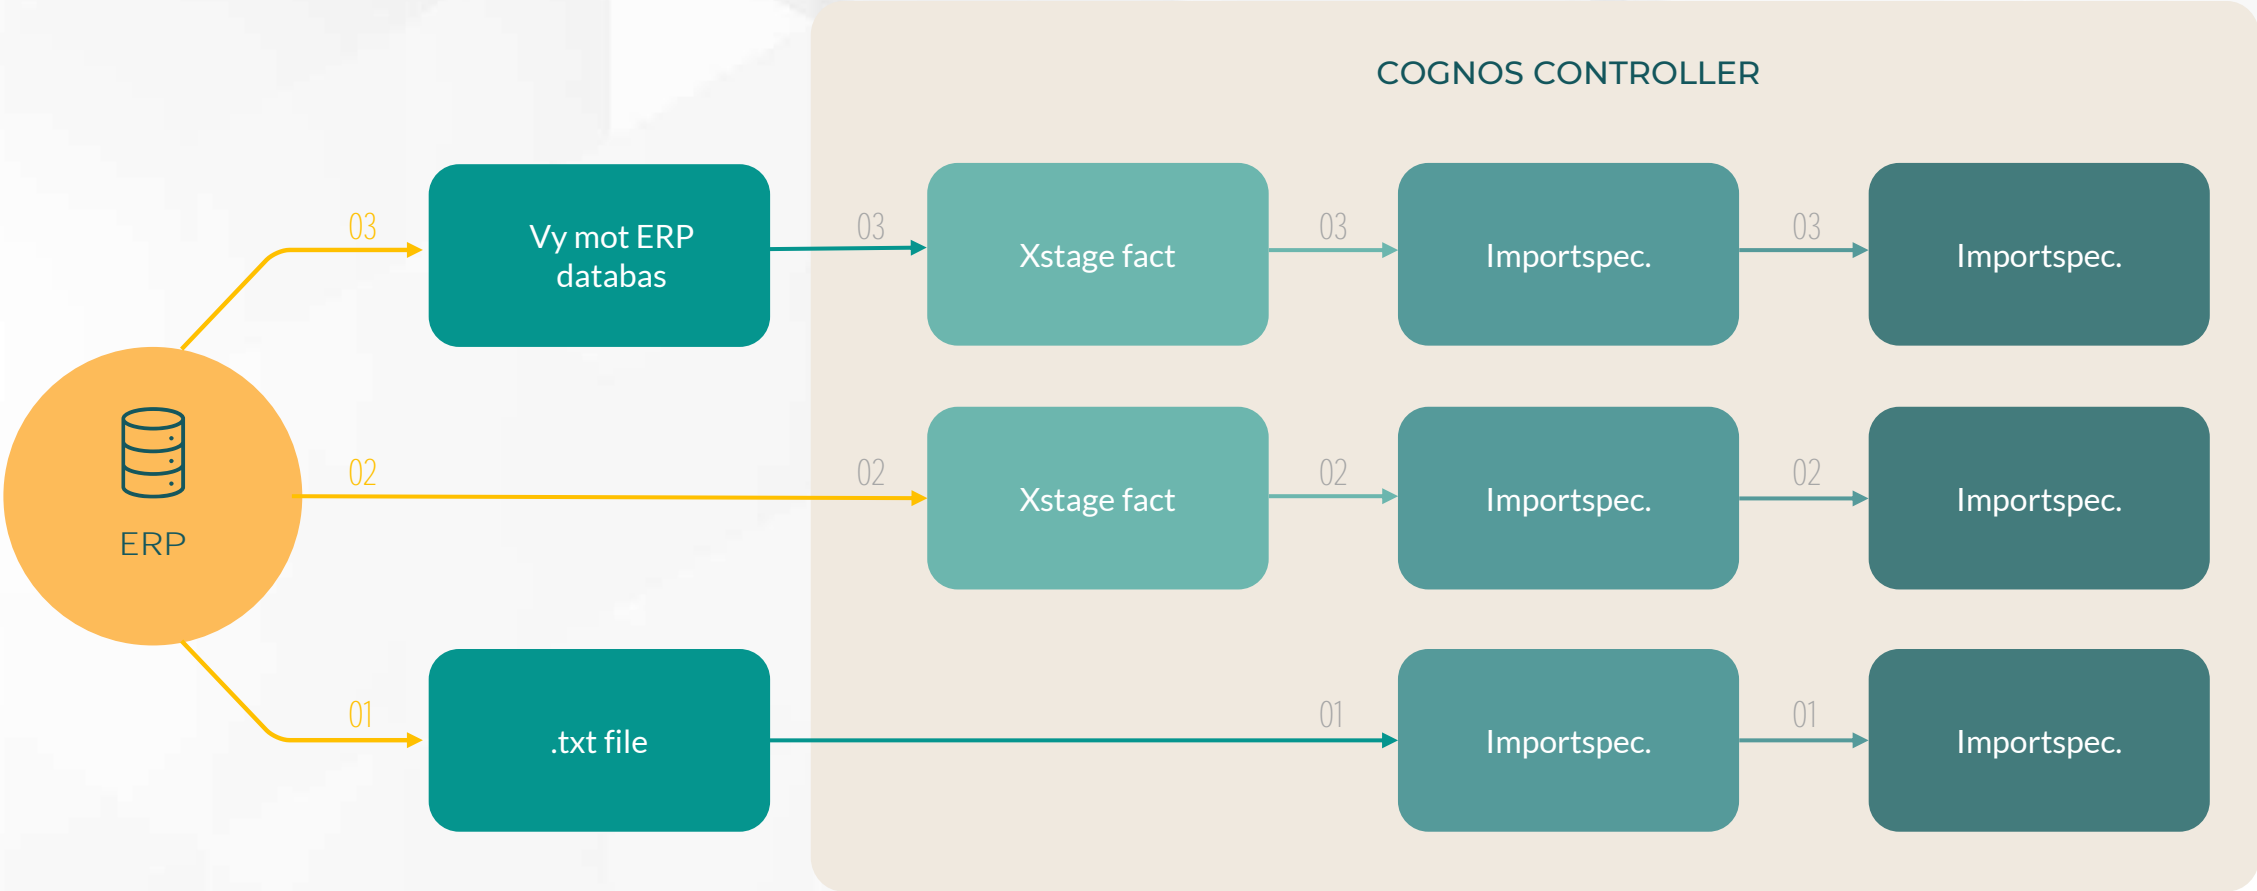 COGNOS CONTROLLER
03
Vy mot ERP
databas
03
Xstage fact
03
Importspec.
03
Importspec.
ERP
02
02
Xstage fact
02
Importspec.
02
Importspec.
01
.txt file
01
Importspec.
01
Importspec.